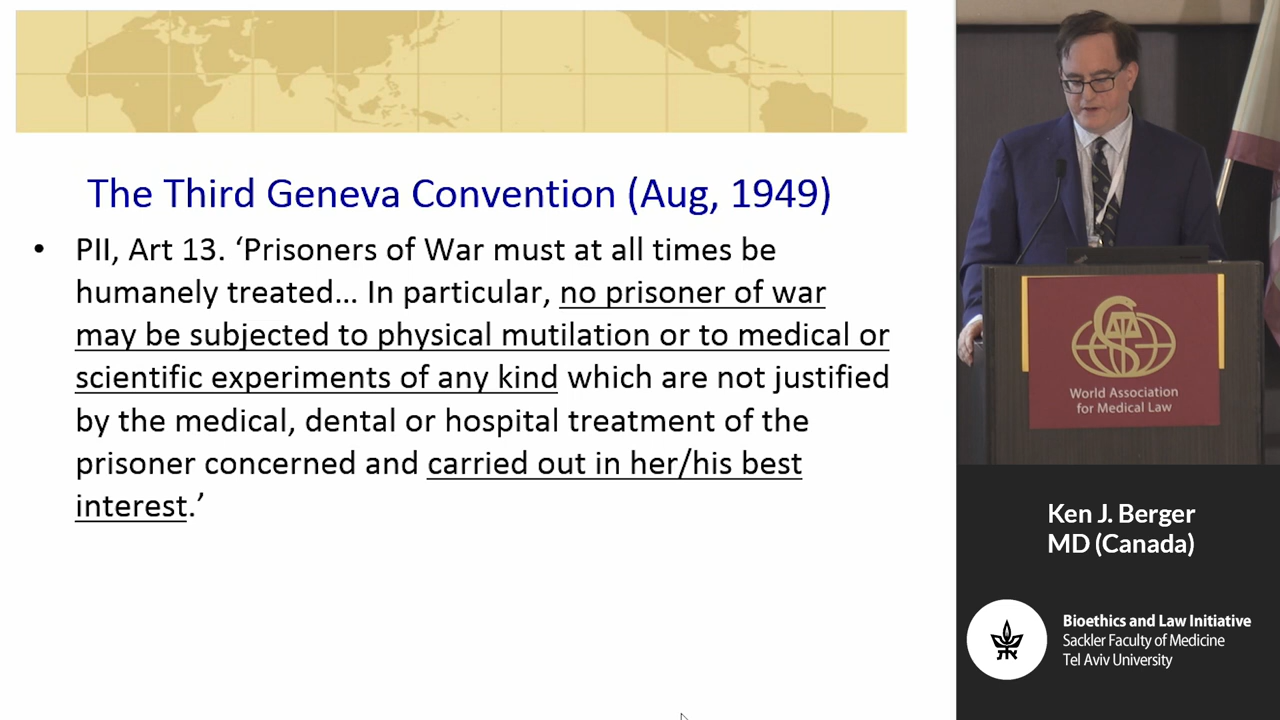 The Third Geneva Convention (Aug, 1949)
• PII, Art 13. ‘Prisoners of War must at all times be
humanely treated... In particular, no prisoner of war
may be subjected to physical mutilation or to medical or
scientific experiments of any kind which are not justified
by the medical, dental or hospital treatment of the
prisoner concerned and carried out in her/his best
interest.’
World Association
for Medical Law
Ken J. Berger
MD (Canada)
Bioethics and Law Initiative
Sackler Faculty of Medicine
Tel Aviv University